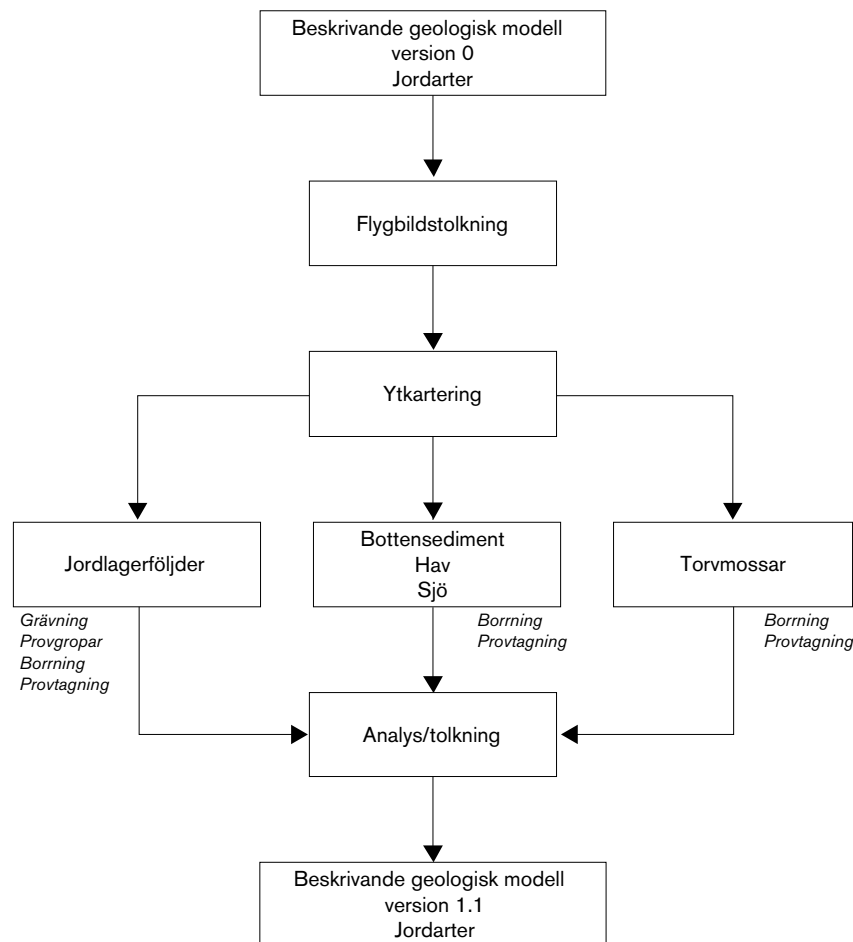 Beskrivande geologisk modell
version 0
Jordarter
Flygbildstolkning
Ytkartering
Jordlagerföljder
Bottensediment
Hav
Sjö
Torvmossar
Grävning
Provgropar
Borrning
Provtagning
Borrning
Provtagning
Borrning
Provtagning
Analys/tolkning
Beskrivande geologisk modell
version 1.1
Jordarter